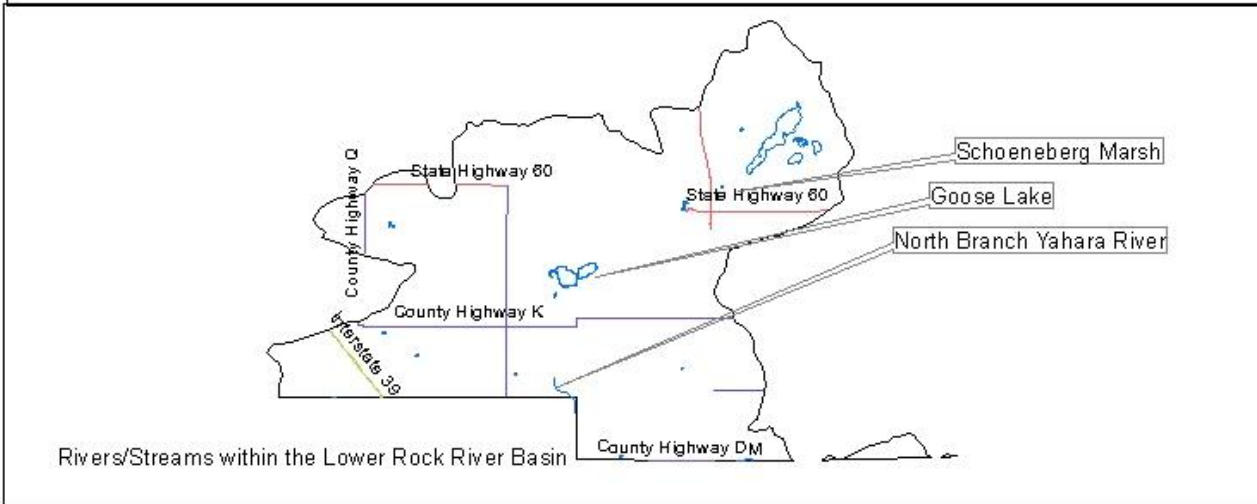 Schoeneberg Marsh
State Highway 60
State Highway 60
Goose Lake
County Highway Q
North Branch Yahara River
County Highway K
Interstate 39
County Highway DM
Rivers/Streams within the Lower Rock River Basin